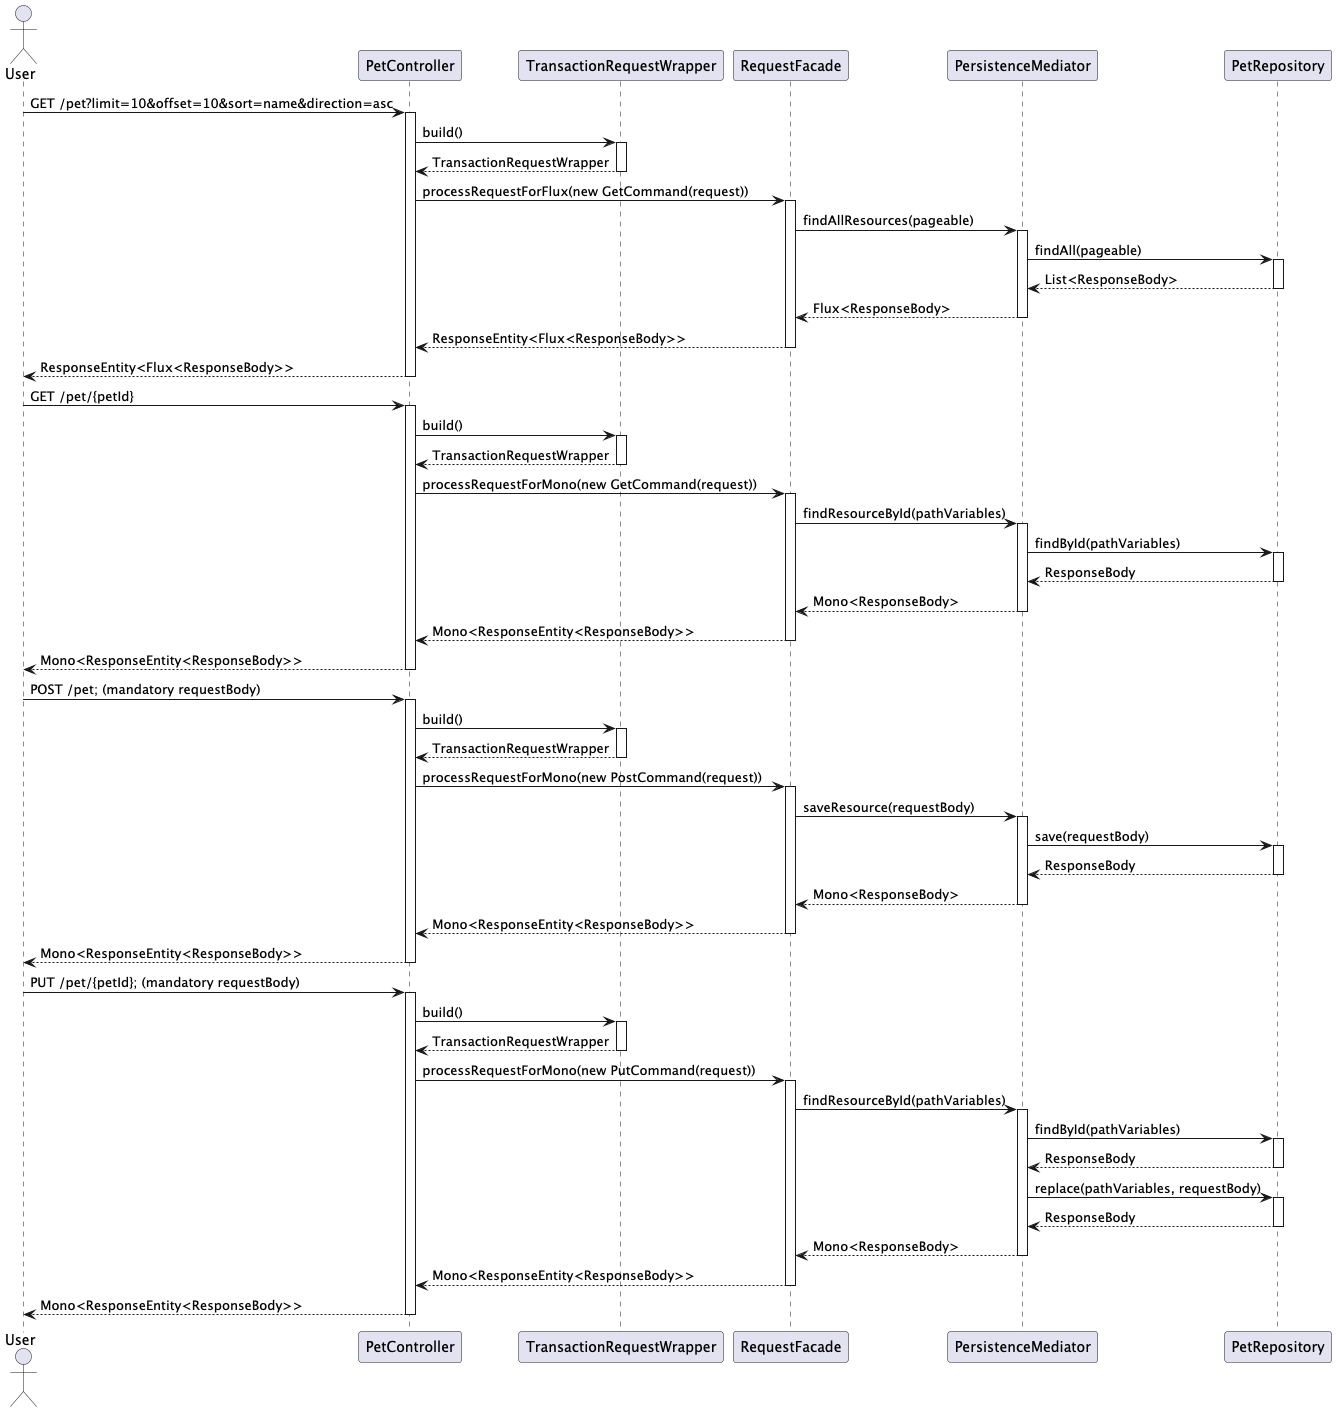 User
PetController
TransactionRequestWrapper
RequestFacade
PersistenceMediator
PetRepository
GET /pet?limit=10&offset=10&sort=name&direction=asc
build()
TransactionRequestWrapper
processRequestForFlux(new GetCommand(request))
findAllResources(pageable)
findAll(pageable)
List<ResponseBody>
Flux<ResponseBody>
ResponseEntity<Flux<ResponseBody>>
ResponseEntity<Flux<ResponseBody>>
GET /pet/{petId}
build()
TransactionRequestWrapper
processRequestForMono(new GetCommand(request))
findResourceById(pathVariables)
findById(pathVariables)
ResponseBody
Mono<ResponseBody>
Mono<ResponseEntity<ResponseBody>>
Mono<ResponseEntity<ResponseBody>>
POST /pet; (mandatory requestBody)
build()
TransactionRequestWrapper
processRequestForMono(new PostCommand(request))
saveResource(requestBody)
save(requestBody)
ResponseBody
Mono<ResponseBody>
Mono<ResponseEntity<ResponseBody>>
Mono<ResponseEntity<ResponseBody>>
PUT /pet/{petId}; (mandatory requestBody)
build()
TransactionRequestWrapper
processRequestForMono(new PutCommand(request))
findResourceById(pathVariables)
findById(pathVariables)
ResponseBody
replace(pathVariables, requestBody)
ResponseBody
Mono<ResponseBody>
Mono<ResponseEntity<ResponseBody>>
Mono<ResponseEntity<ResponseBody>>
User
PetController
TransactionRequestWrapper
RequestFacade
PersistenceMediator
PetRepository